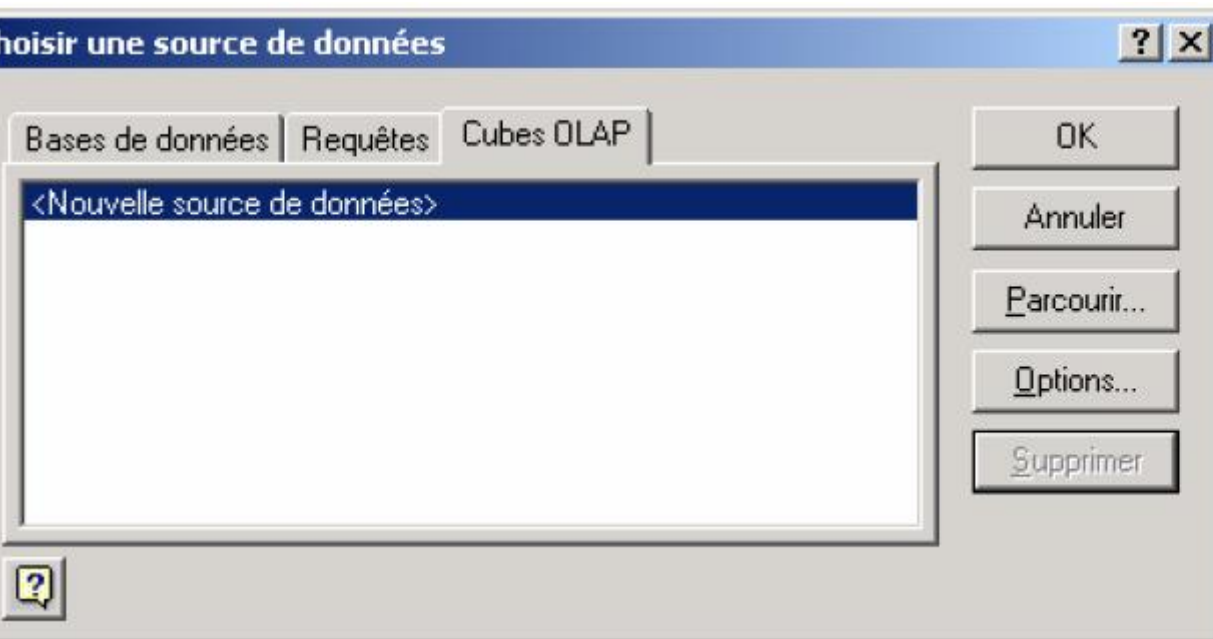 hoisir une source de données
Bases de données
Requêtes
Cubes OLAP
<Nouvelle source de données>
OK
Annuler
Parcourir...
Options...
Supprimer